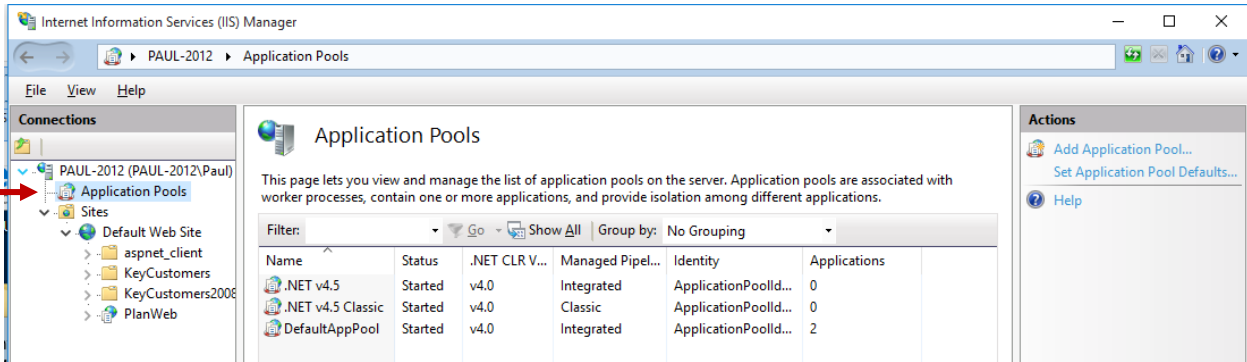 Internet Information Services (IIS) Manager
PAUL-2012 Application Pools
File View Help
Connections
PAUL-2012 (PAUL-2012\Paul)
Application Pools
Sites
Default Web Site
aspnet_client
KeyCustomers
KeyCustomers2008
PlanWeb
Application Pools
This page lets you view and manage the list of application pools on the server. Application pools are associated with
worker processes, contain one or more applications, and provide isolation among different applications.
Filter: Go Show All Group by: No Grouping
Name Status .NET CLR V... Managed Pipel... Identity Applications
.NET v4.5 Started v4.0 Integrated ApplicationPoolId... 0
.NET v4.5 Classic Started v4.0 Classic ApplicationPoolId... 0
DefaultAppPool Started v4.0 Integrated ApplicationPoolId... 2
Actions
Add Application Pool...
Set Application Pool Defaults...
Help